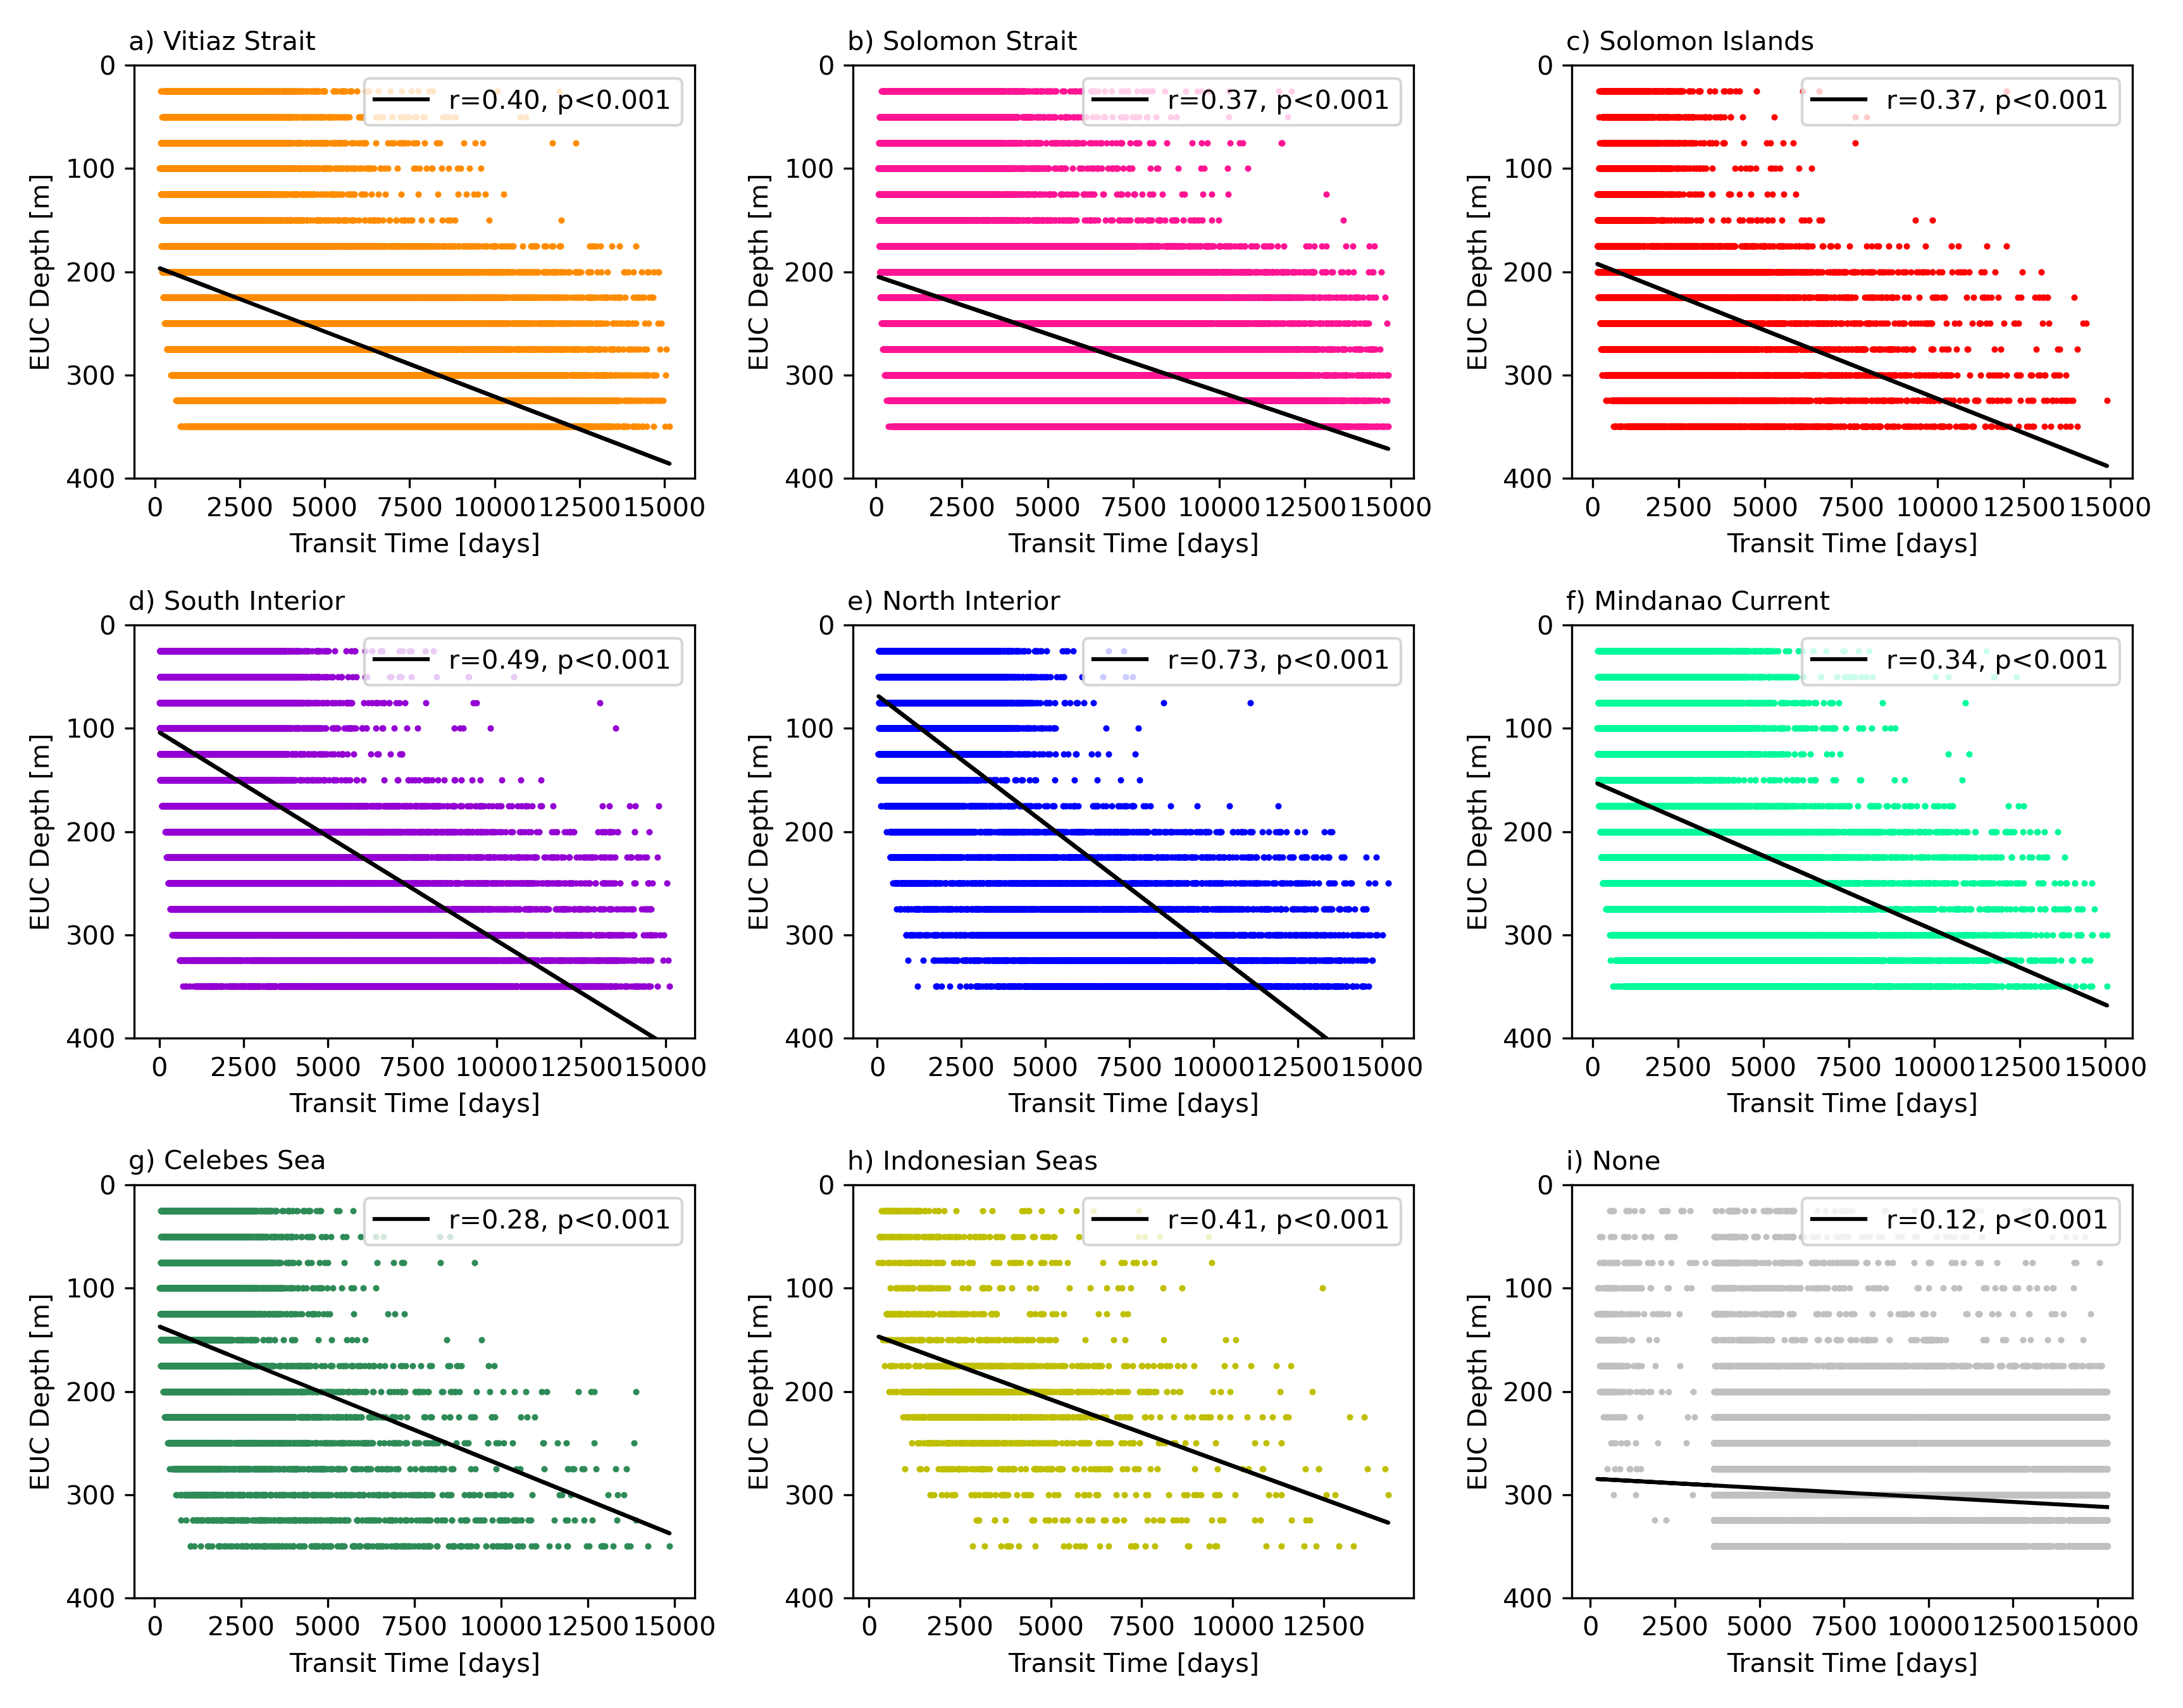 a) Vitiaz Strait
r=0.40, p<0.001
0
100
200
300
400
EUC Depth [m]
0 2500 5000 7500 10000 12500 15000
Transit Time [days]
b) Solomon Strait
r=0.37, p<0.001
0
100
200
300
400
EUC Depth [m]
0 2500 5000 7500 10000 12500 15000
Transit Time [days]
c) Solomon Islands
r=0.37, p<0.001
0
100
200
300
400
EUC Depth [m]
0 2500 5000 7500 10000 12500 15000
Transit Time [days]
d) South Interior
r=0.49, p<0.001
0
100
200
300
400
EUC Depth [m]
0 2500 5000 7500 10000 12500 15000
Transit Time [days]
e) North Interior
r=0.73, p<0.001
0
100
200
300
400
EUC Depth [m]
0 2500 5000 7500 10000 12500 15000
Transit Time [days]
f) Mindanao Current
r=0.34, p<0.001
0
100
200
300
400
EUC Depth [m]
0 2500 5000 7500 10000 12500 15000
Transit Time [days]
g) Celebes Sea
r=0.28, p<0.001
0
100
200
300
400
EUC Depth [m]
0 2500 5000 7500 10000 12500 15000
Transit Time [days]
h) Indonesian Seas
r=0.41, p<0.001
0
100
200
300
400
EUC Depth [m]
0 2500 5000 7500 10000 12500
Transit Time [days]
i) None
r=0.12, p<0.001
0
100
200
300
400
EUC Depth [m]
0 2500 5000 7500 10000 12500 15000
Transit Time [days]